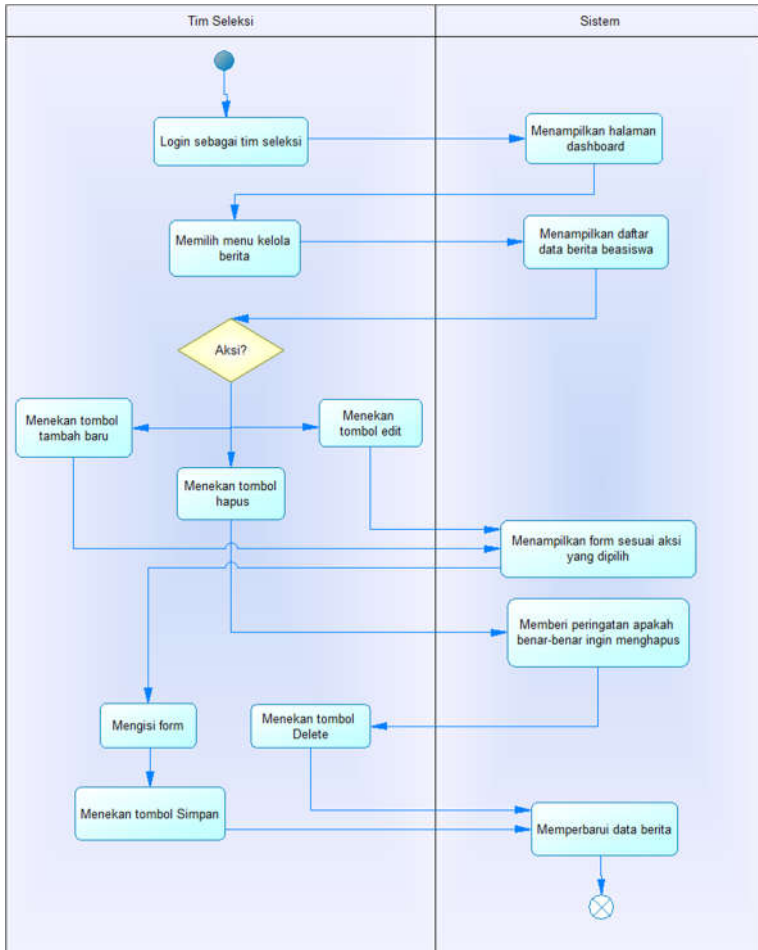 Tim Seleksi
Sistem
Login sebagai tim seleksi
Menampilkan halaman
dashboard
Memilih menu kelola
berita
Menampilkan daftar
data berita beasiswa
Aksi?
Menekan tombol
tambah baru
Menekan
tombol edit
Menekan tombol
hapus
Menampilkan form sesuai aksi
yang dipilih
Memberi peringatan apakah
benar-benar ingin menghapus
Mengisi form
Menekan tombol
Delete
Menekan tombol Simpan
Memperbarui data berita